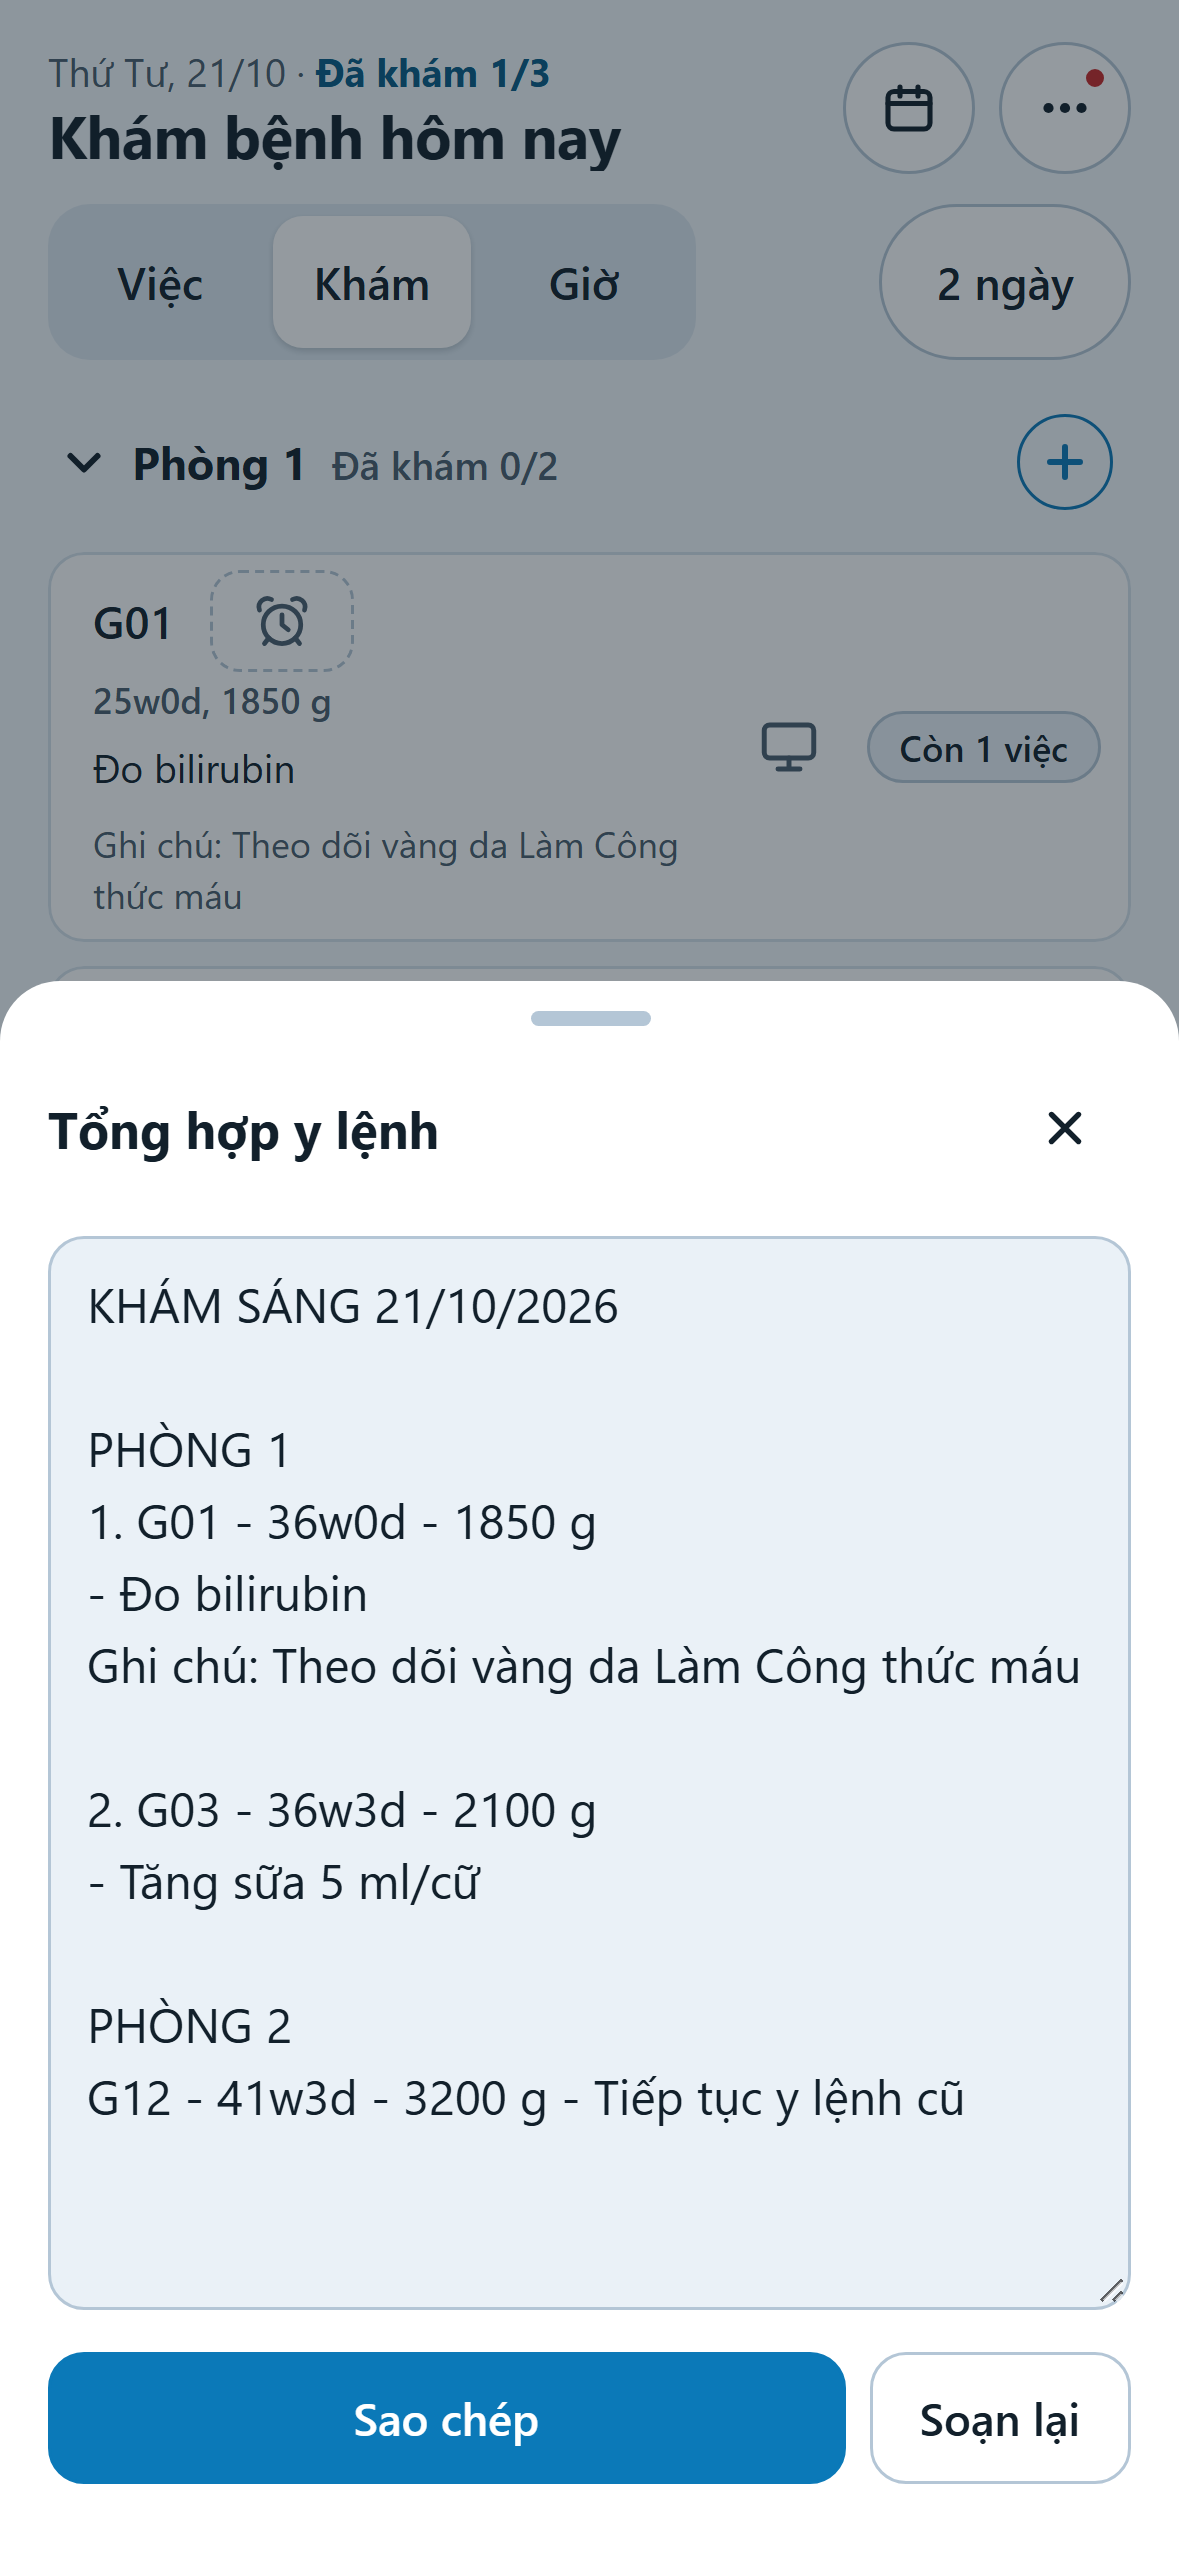 Thứ Tư, 21/10 · Đã khám 1/3
Khám bệnh hôm nay
Việc
Khám
Giờ
2 ngày
Phòng 1 Đã khám 0/2
G01
25w0d, 1850 g
Đo bilirubin
Còn 1 việc
Ghi chú: Theo dõi vàng da Làm Công
thức máu
Tổng hợp y lệnh
KHÁM SÁNG 21/10/2026
PHÒNG 1
1. G01 - 36w0d - 1850 g
- Đo bilirubin
Ghi chú: Theo dõi vàng da Làm Công thức máu
2. G03 - 36w3d - 2100 g
- Tăng sữa 5 ml/cữ
PHÒNG 2
G12 - 41w3d - 3200 g - Tiếp tục y lệnh cũ
Sao chép
Soạn lại